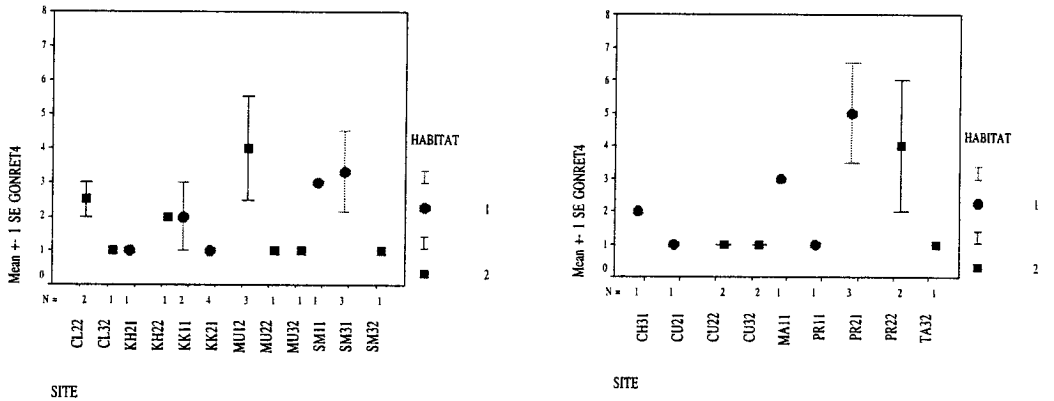 8
7
6
5
4
3
2
1
0
Mean +- 1 SE GONRET4
N = 2 1 1 1 2 4 3 1 1 1 3 1
CL22 CL32 KH21 KH22 KK11 KK21 MU12 MU22 MU32 SM11 SM31 SM32
SITE
HABITAT
1
2
8
7
6
5
4
3
2
1
0
Mean +- 1 SE GONRET4
N = 1 1 2 2 1 1 3 2 1
CH31 CU21 CU22 CU32 MA11 PR11 PR21 PR22 TA32
SITE
HABITAT
1
2